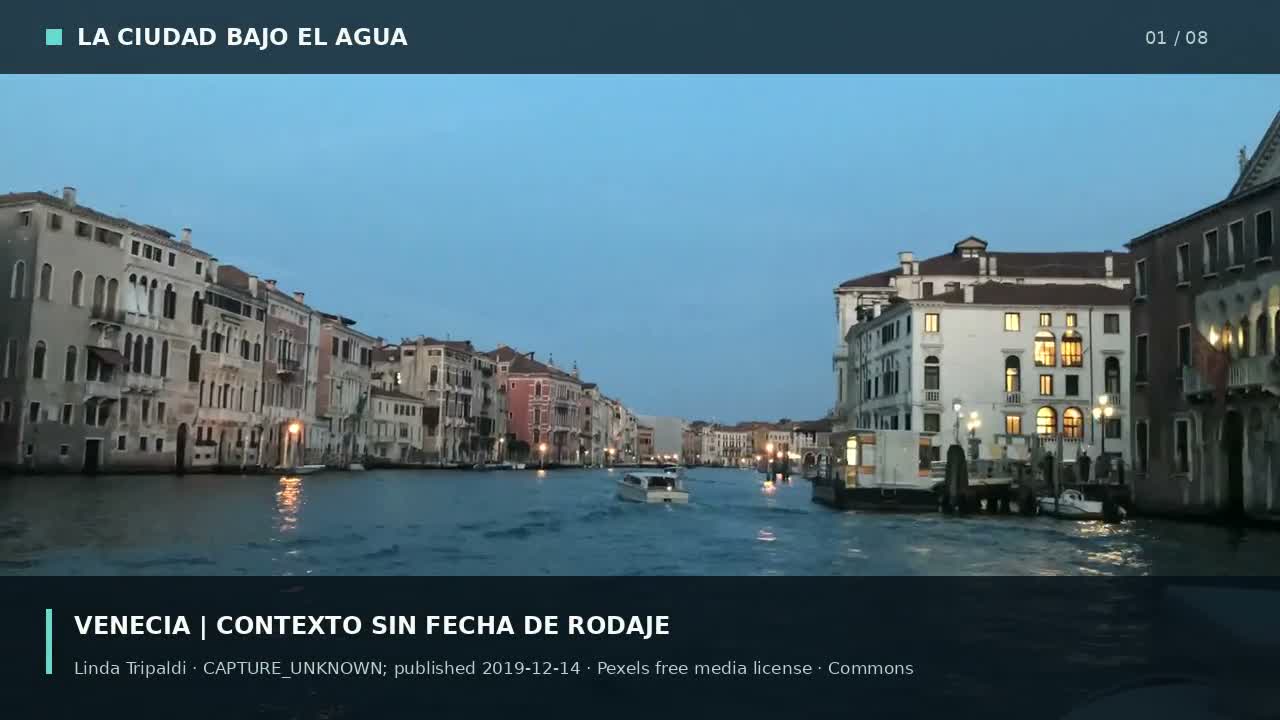 LA CIUDAD BAJO EL AGUA
01 / 08
VENECIA | CONTEXTO SIN FECHA DE RODAJE
Linda Tripaldi · CAPTURE_UNKNOWN; published 2019-12-14 · Pexels free media license · Commons